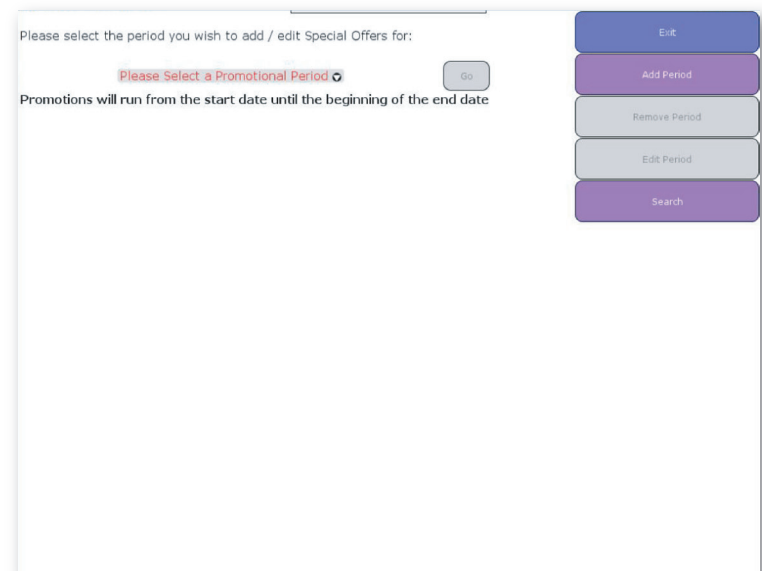 Please select the period you wish to add / edit Special Offers for:
Please Select a Promotional Period
Go
Promotions will run from the start date until the beginning of the end date
Exit
Add Period
Remove Period
Edit Period
Search